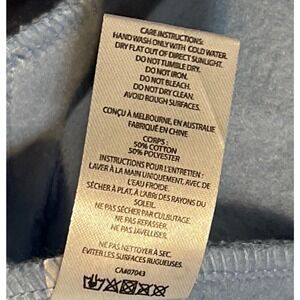 CARE INSTRUCTIONS:
HAND WASH ONLY WITH COLD WATER.
DRY FLAT OUT OF DIRECT SUNLIGHT.
DO NOT TUMBLE DRY.
DO NOT IRON.
DO NOT BLEACH.
DO NOT DRY CLEAN.
AVOID ROUGH SURFACES.
CONÇU À MELBOURNE, EN AUSTRALIE
FABRIQUÉ EN CHINE
CORPS :
50% COTTON
50% POLYESTER
INSTRUCTIONS POUR L'ENTRETIEN :
LAVER À LA MAIN UNIQUEMENT, AVEC DE
L'EAU FROIDE.
SÉCHER À PLAT, À L'ABRI DES RAYONS DU
SOLEIL.
NE PAS SÉCHER PAR CULBUTAGE.
NE PAS REPASSER.
NE PAS JAVELLISER.
NE PAS NETTOYER À SEC.
ÉVITER LES SURFACES RUGUEUSES.
CA#07043